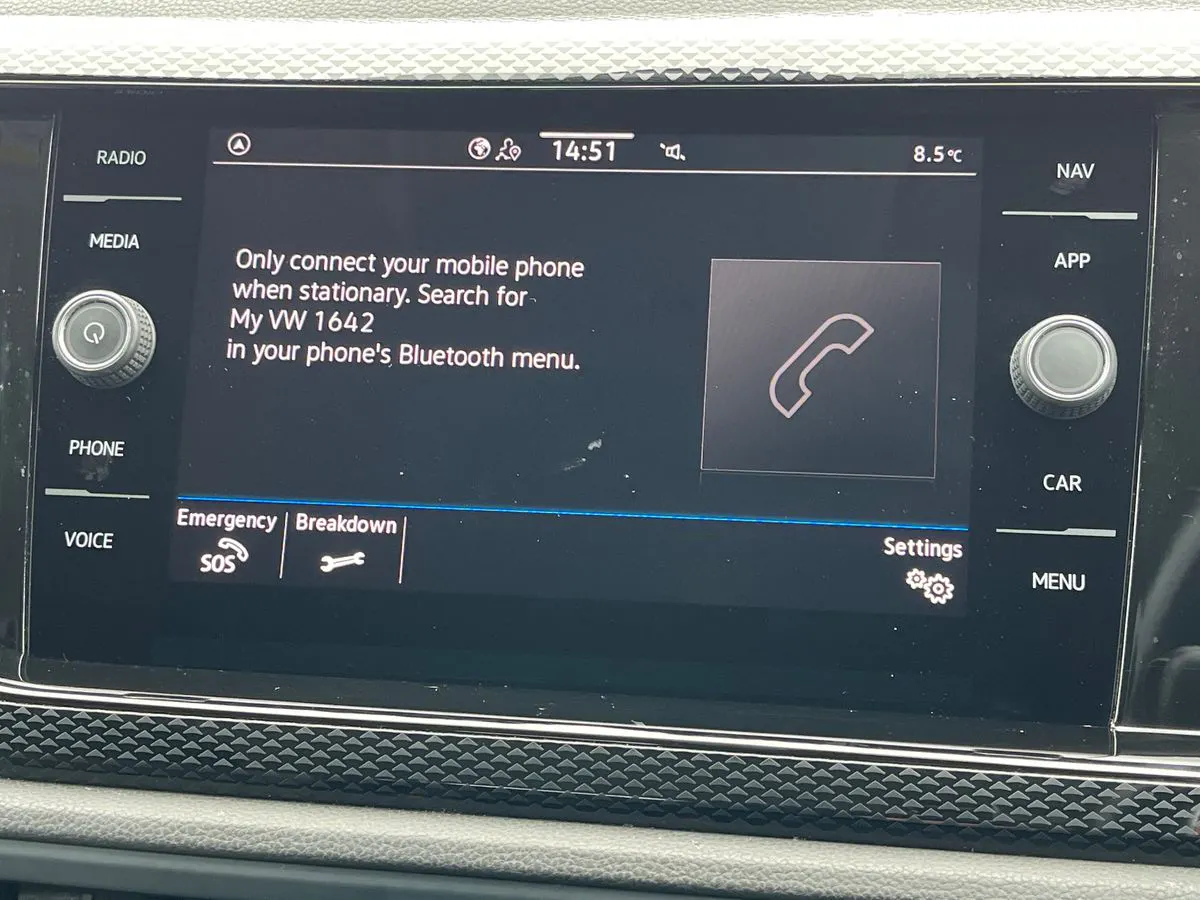 RADIO
MEDIA
PHONE
VOICE
14:51
8.5°C
Only connect your mobile phone
when stationary. Search for
My VW 1642
in your phone's Bluetooth menu.
Emergency
SOS
Breakdown
Settings
NAV
APP
CAR
MENU